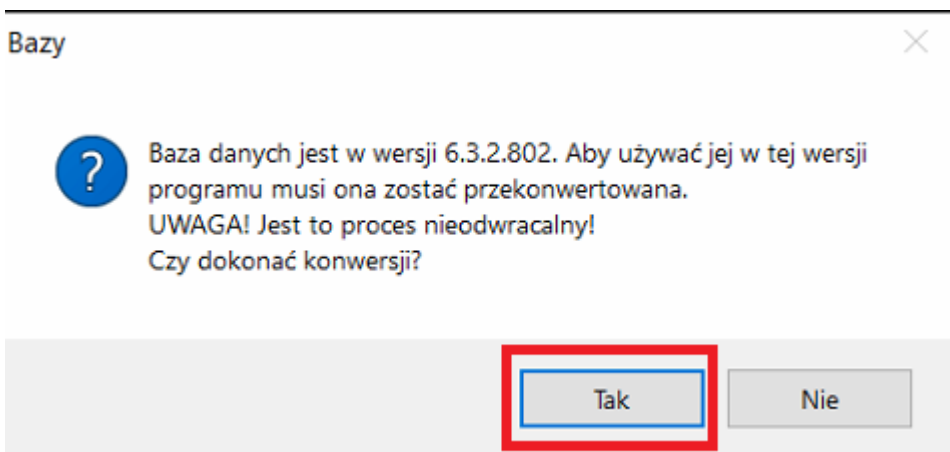 Bazy
?
Baza danych jest w wersji 6.3.2.802. Aby używać jej w tej wersji
programu musi ona zostać przekonwertowana.
UWAGA! Jest to proces nieodwracalny!
Czy dokonać konwersji?
Tak
Nie